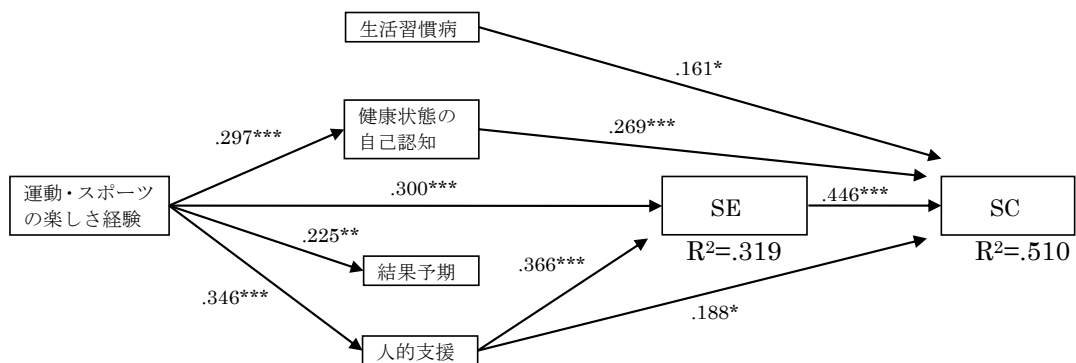 生活習慣病
.161*
健康状態の
自己認知
.297***
.269***
運動・スポーツ
の楽しさ経験
.300***
SE
.446***
SC
R²=.319
R²=.510
.225**
結果予期
.366***
.346***
.188*
人的支援